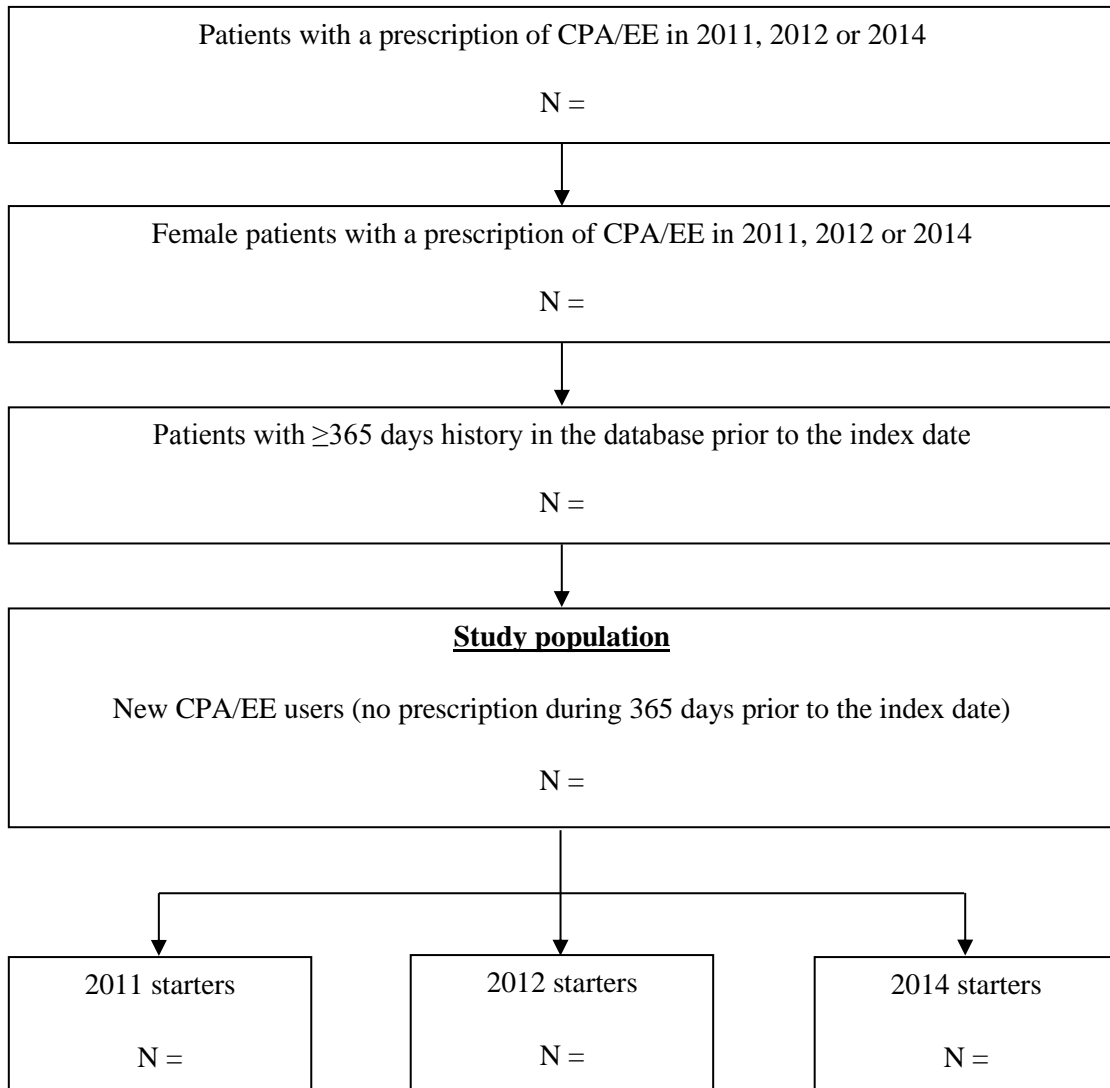 Patients with a prescription of CPA/EE in 2011, 2012 or 2014
N =
Female patients with a prescription of CPA/EE in 2011, 2012 or 2014
N =
Patients with ≥365 days history in the database prior to the index date
N =
Study population
New CPA/EE users (no prescription during 365 days prior to the index date)
N =
2011 starters
N =
2012 starters
N =
2014 starters
N =